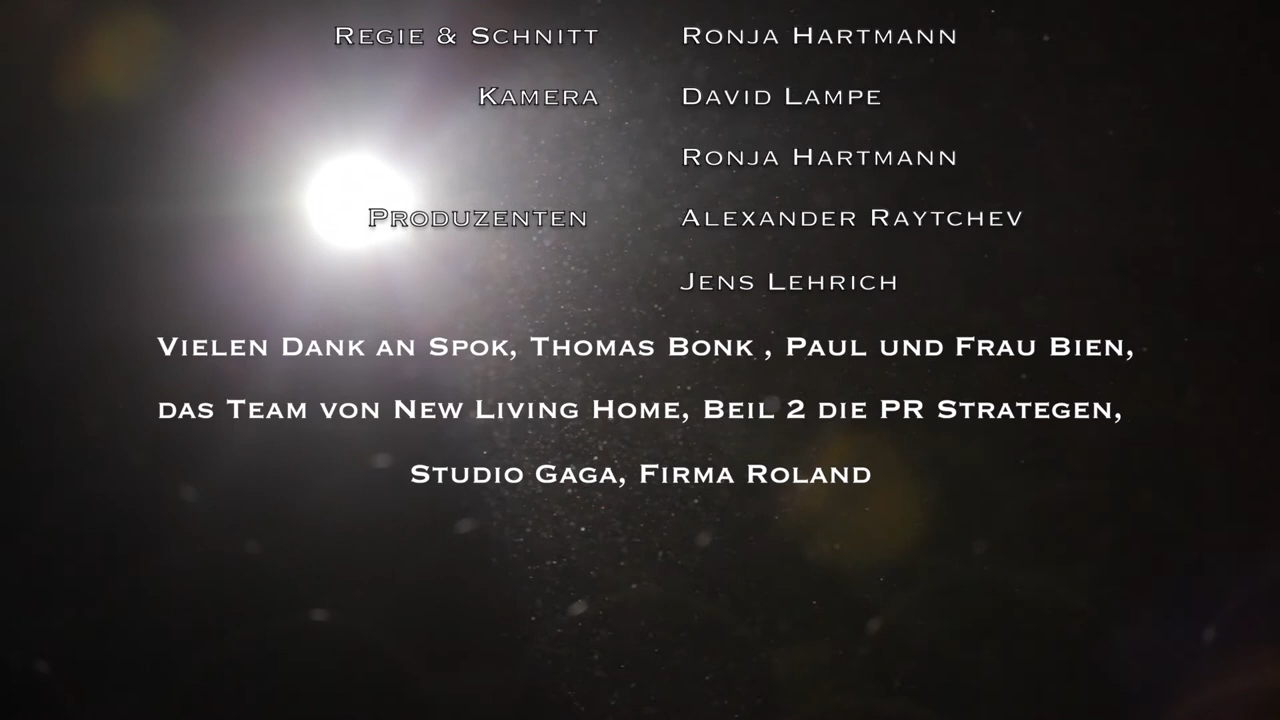 Regie & Schnitt Ronja Hartmann
Kamera David Lampe
Ronja Hartmann
Produzenten Alexander Raytchev
Jens Lehrich
Vielen Dank an Spok, Thomas Bonk , Paul und Frau Bien,
das Team von New Living Home, Beil 2 die PR Strategen,
Studio Gaga, Firma Roland